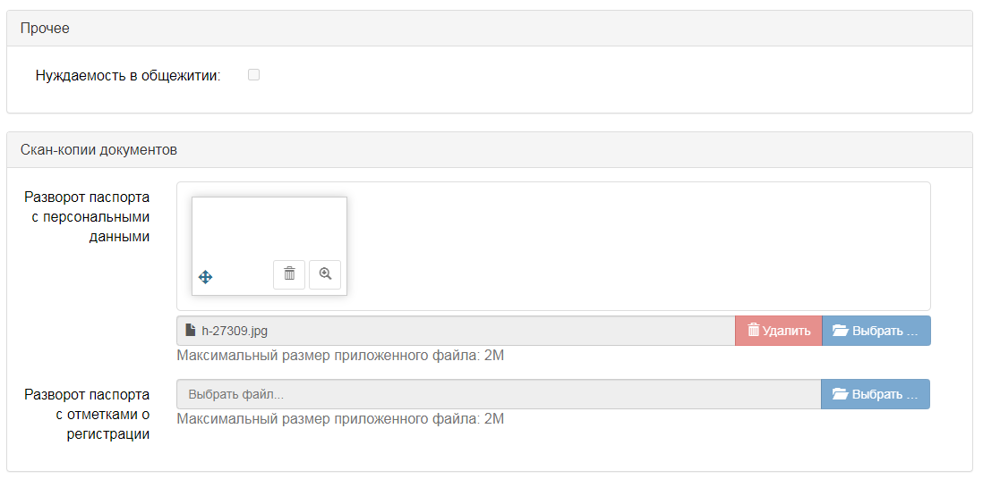 Прочее
Нуждаемость в общежитии:
Скан-копии документов
Разворот паспорта
с персональными
данными
h-27309.jpg
Удалить
Выбрать ...
Максимальный размер приложенного файла: 2M
Разворот паспорта
с отметками о
регистрации
Выбрать файл...
Выбрать ...
Максимальный размер приложенного файла: 2M